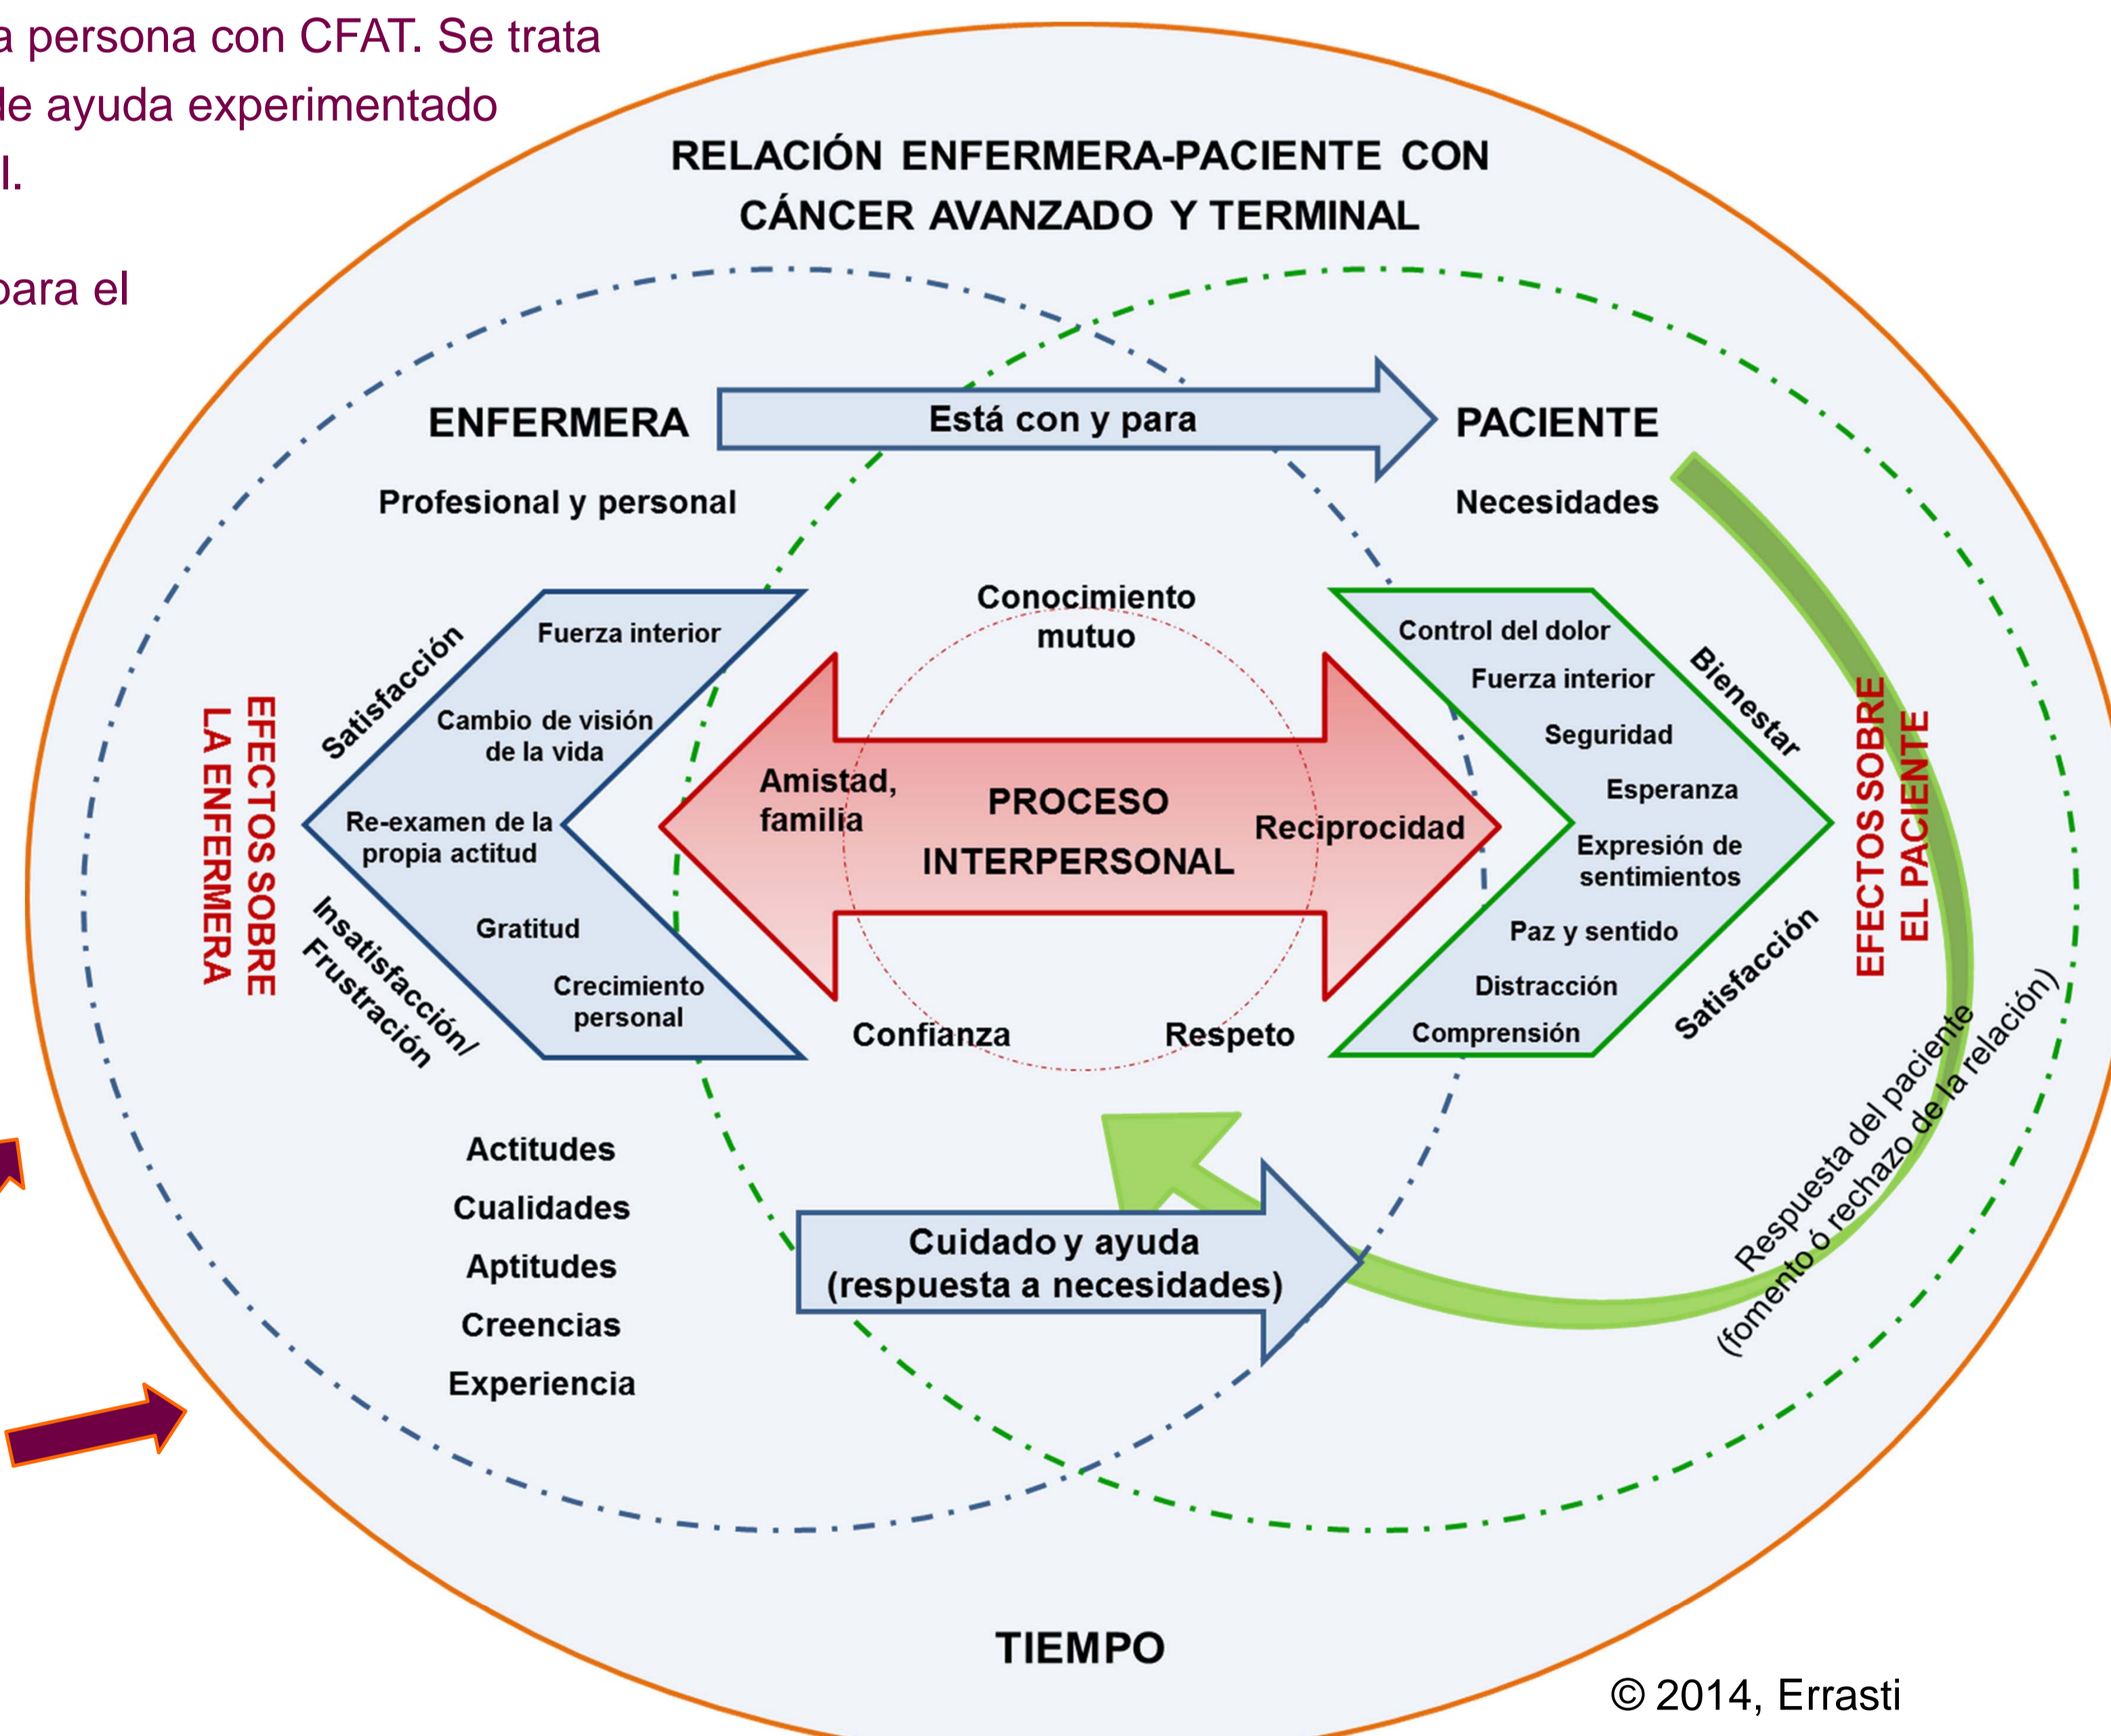 a persona con CFAT. Se trata
de ayuda experimentado
l.
para el
RELACIÓN ENFERMERA-PACIENTE CON
CÁNCER AVANZADO Y TERMINAL
ENFERMERA
Está con y para
PACIENTE
Profesional y personal
Necesidades
EFECTOS SOBRE
LA ENFERMERA
Satisfacción
Insatisfacción/
Frustración
Fuerza interior
Cambio de visión
de la vida
Re-examen de la
propia actitud
Gratitud
Crecimiento
personal
Conocimiento
mutuo
Amistad,
familia
PROCESO
INTERPERSONAL
Reciprocidad
Confianza
Respeto
Control del dolor
Fuerza interior
Seguridad
Esperanza
Expresión de
sentimientos
Paz y sentido
Distracción
Comprensión
Bienestar
Satisfacción
EFECTOS SOBRE
EL PACIENTE
Actitudes
Cualidades
Aptitudes
Creencias
Experiencia
Cuidado y ayuda
(respuesta a necesidades)
Respuesta del paciente
(fomento ó rechazo de la relación)
TIEMPO
© 2014, Errasti